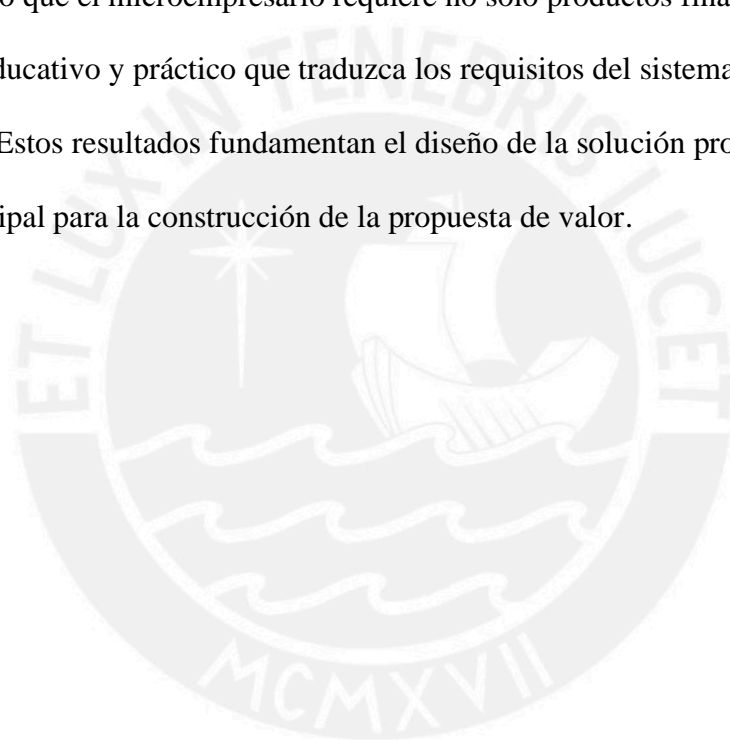 o que el microempresario requiere no solo productos fina
ducativo y práctico que traduzca los requisitos del sistema
Estos resultados fundamentan el diseño de la solución pro
ipal para la construcción de la propuesta de valor.
ET LUX IN TENEBRIS LUCET
MCMXVII